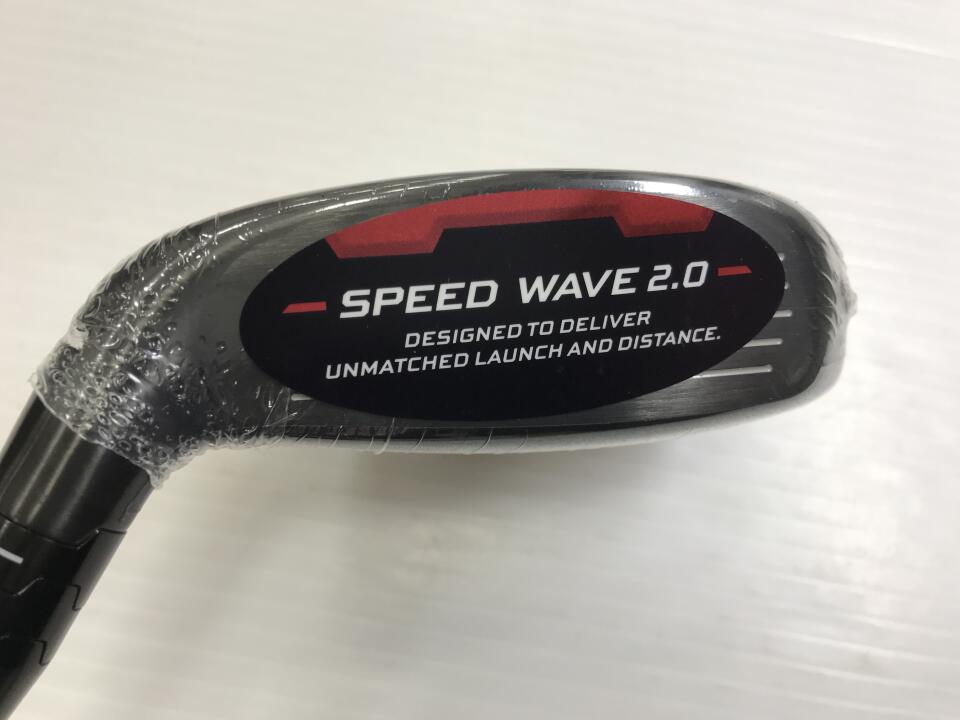 SPEED WAVE 2.0
DESIGNED TO DELIVER
UNMATCHED LAUNCH AND DISTANCE.